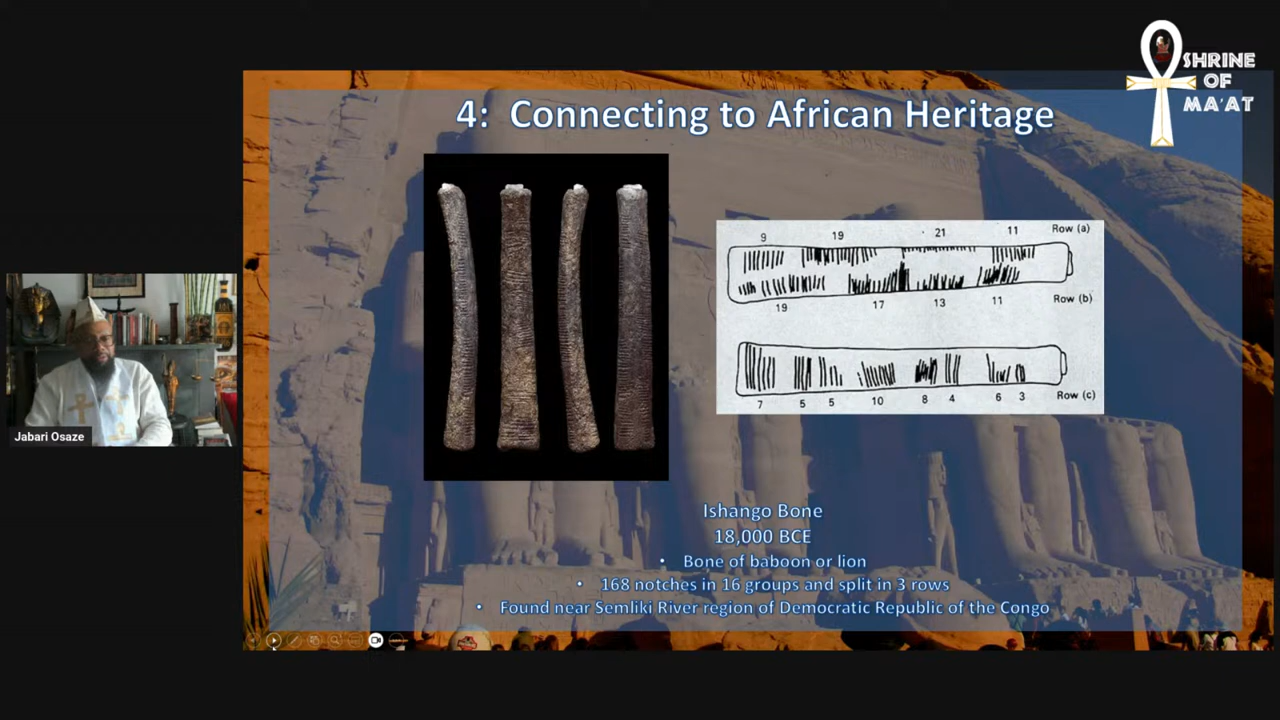 SHRINE
OF
MA'AT
4: Connecting to African Heritage
9 19 21 11 Row (a)
19 17 13 11 Row (b)
7 5 5 10 8 4 6 3 Row (c)
Jabari Osaze
Ishango Bone
18,000 BCE
• Bone of baboon or lion
• 168 notches in 16 groups and split in 3 rows
• Found near Semliki River region of Democratic Republic of the Congo